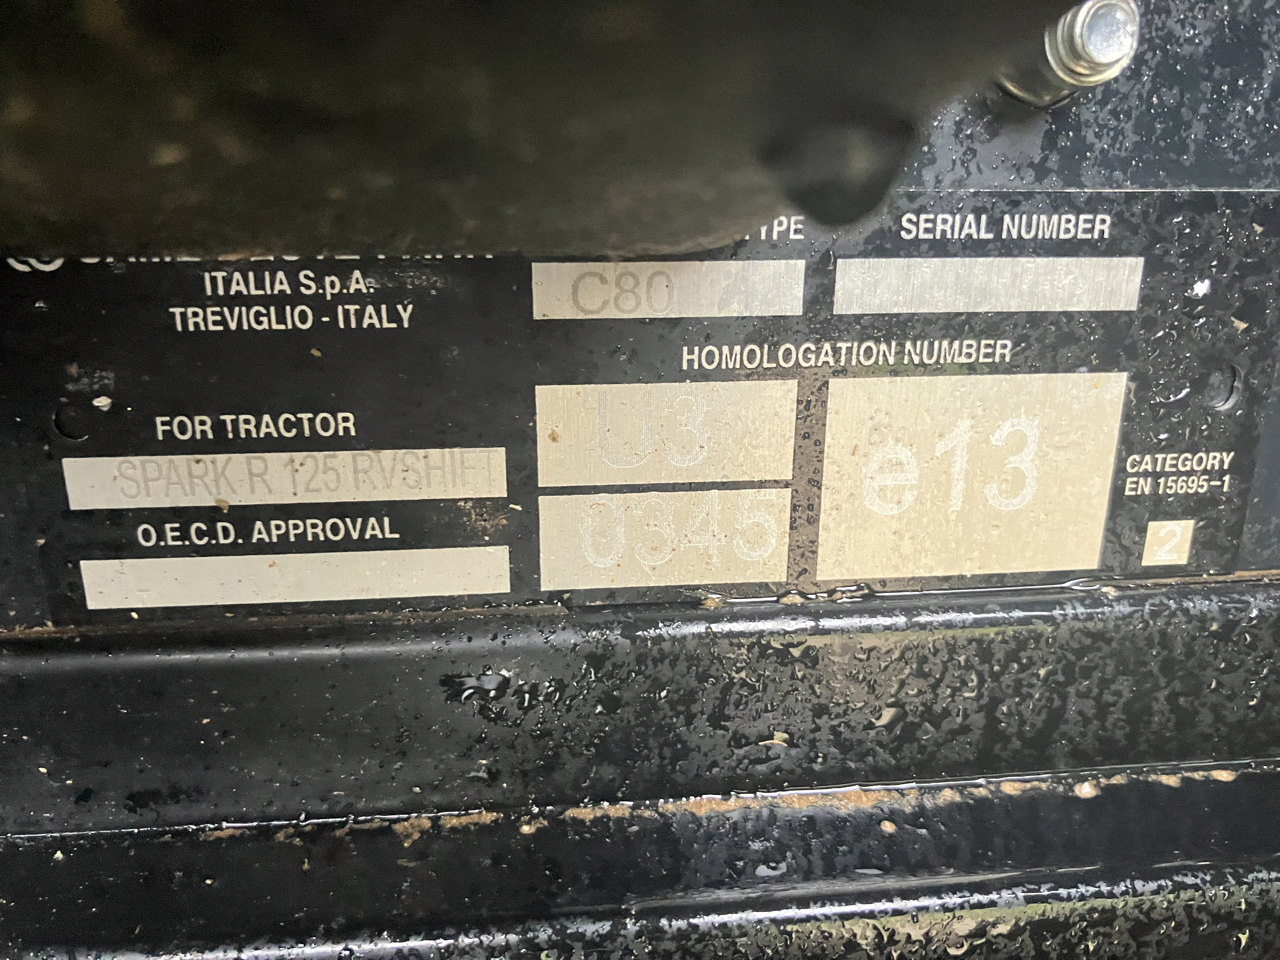 SERIAL NUMBER
ITALIA S.p.A.
TREVIGLIO - ITALY
C80
HOMOLOGATION NUMBER
FOR TRACTOR
SPARK R 125 RVSHIFT
U3
e13
CATEGORY
EN 15695-1
O.E.C.D. APPROVAL
0345
2